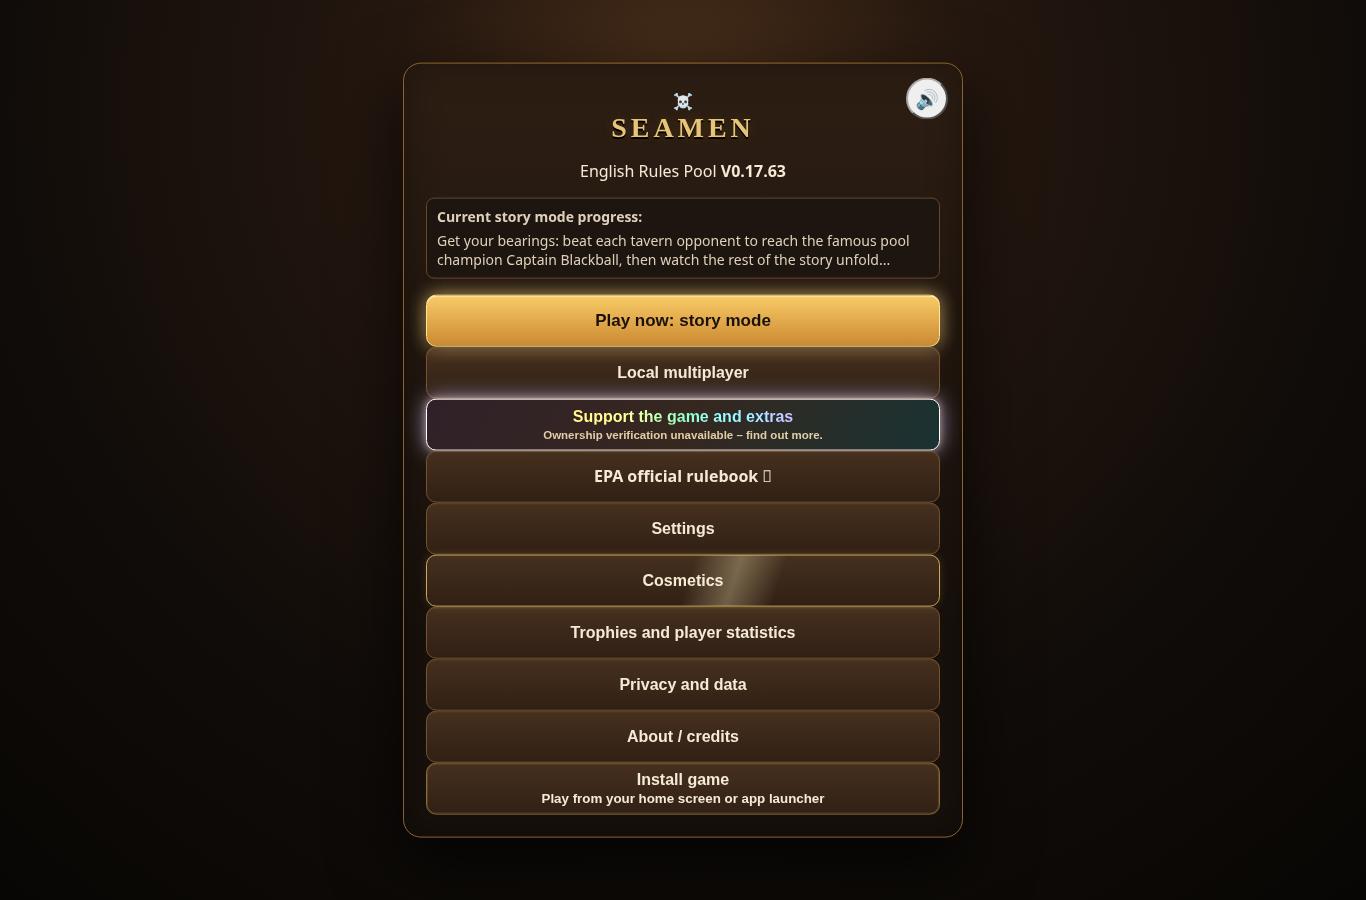 SEAMEN
English Rules Pool V0.17.63
Current story mode progress:
Get your bearings: beat each tavern opponent to reach the famous pool
champion Captain Blackball, then watch the rest of the story unfold...
Play now: story mode
Local multiplayer
Support the game and extras
Ownership verification unavailable – find out more.
EPA official rulebook
Settings
Cosmetics
Trophies and player statistics
Privacy and data
About / credits
Install game
Play from your home screen or app launcher